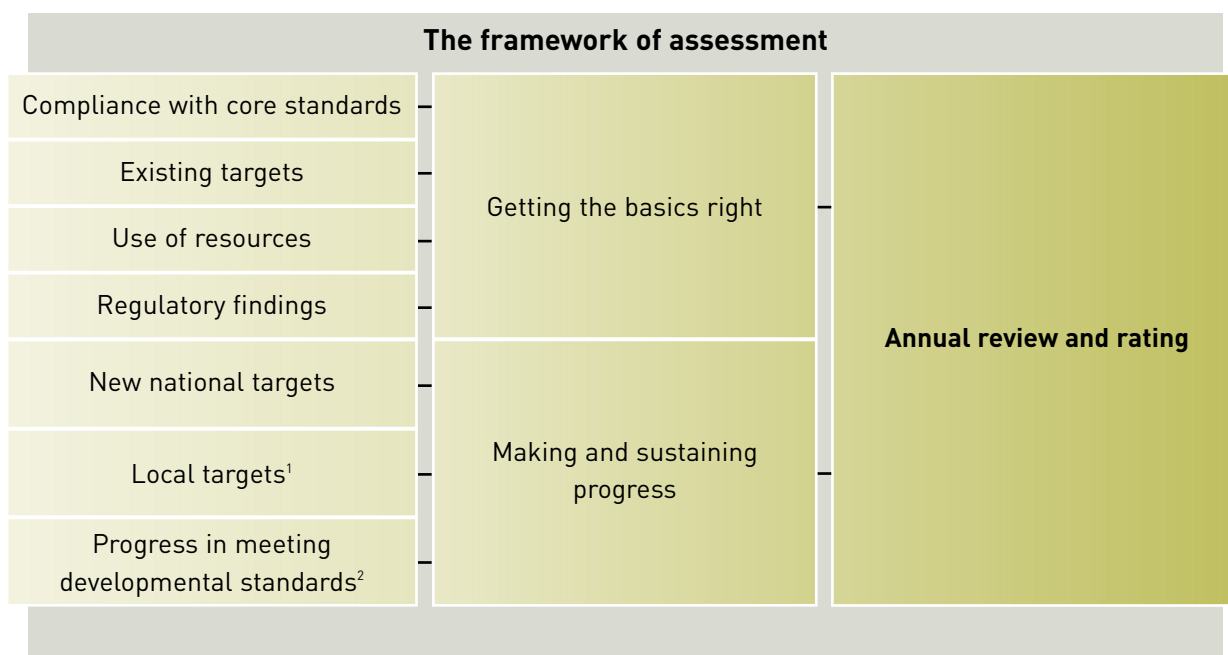 The framework of assessment
Compliance with core standards
Existing targets
Use of resources
Regulatory findings
New national targets
Local targets¹
Progress in meeting
developmental standards²
Getting the basics right
Making and sustaining
progress
Annual review and rating